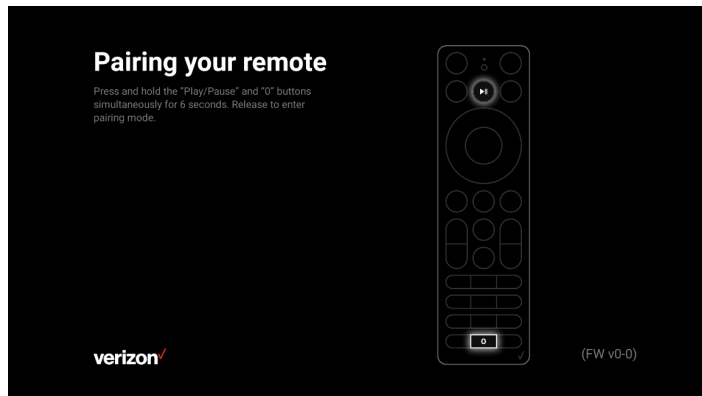 Pairing your remote
Press and hold the "Play/Pause" and "0" buttons
simultaneously for 6 seconds. Release to enter
pairing mode.
0
verizon
(FW v0-0)